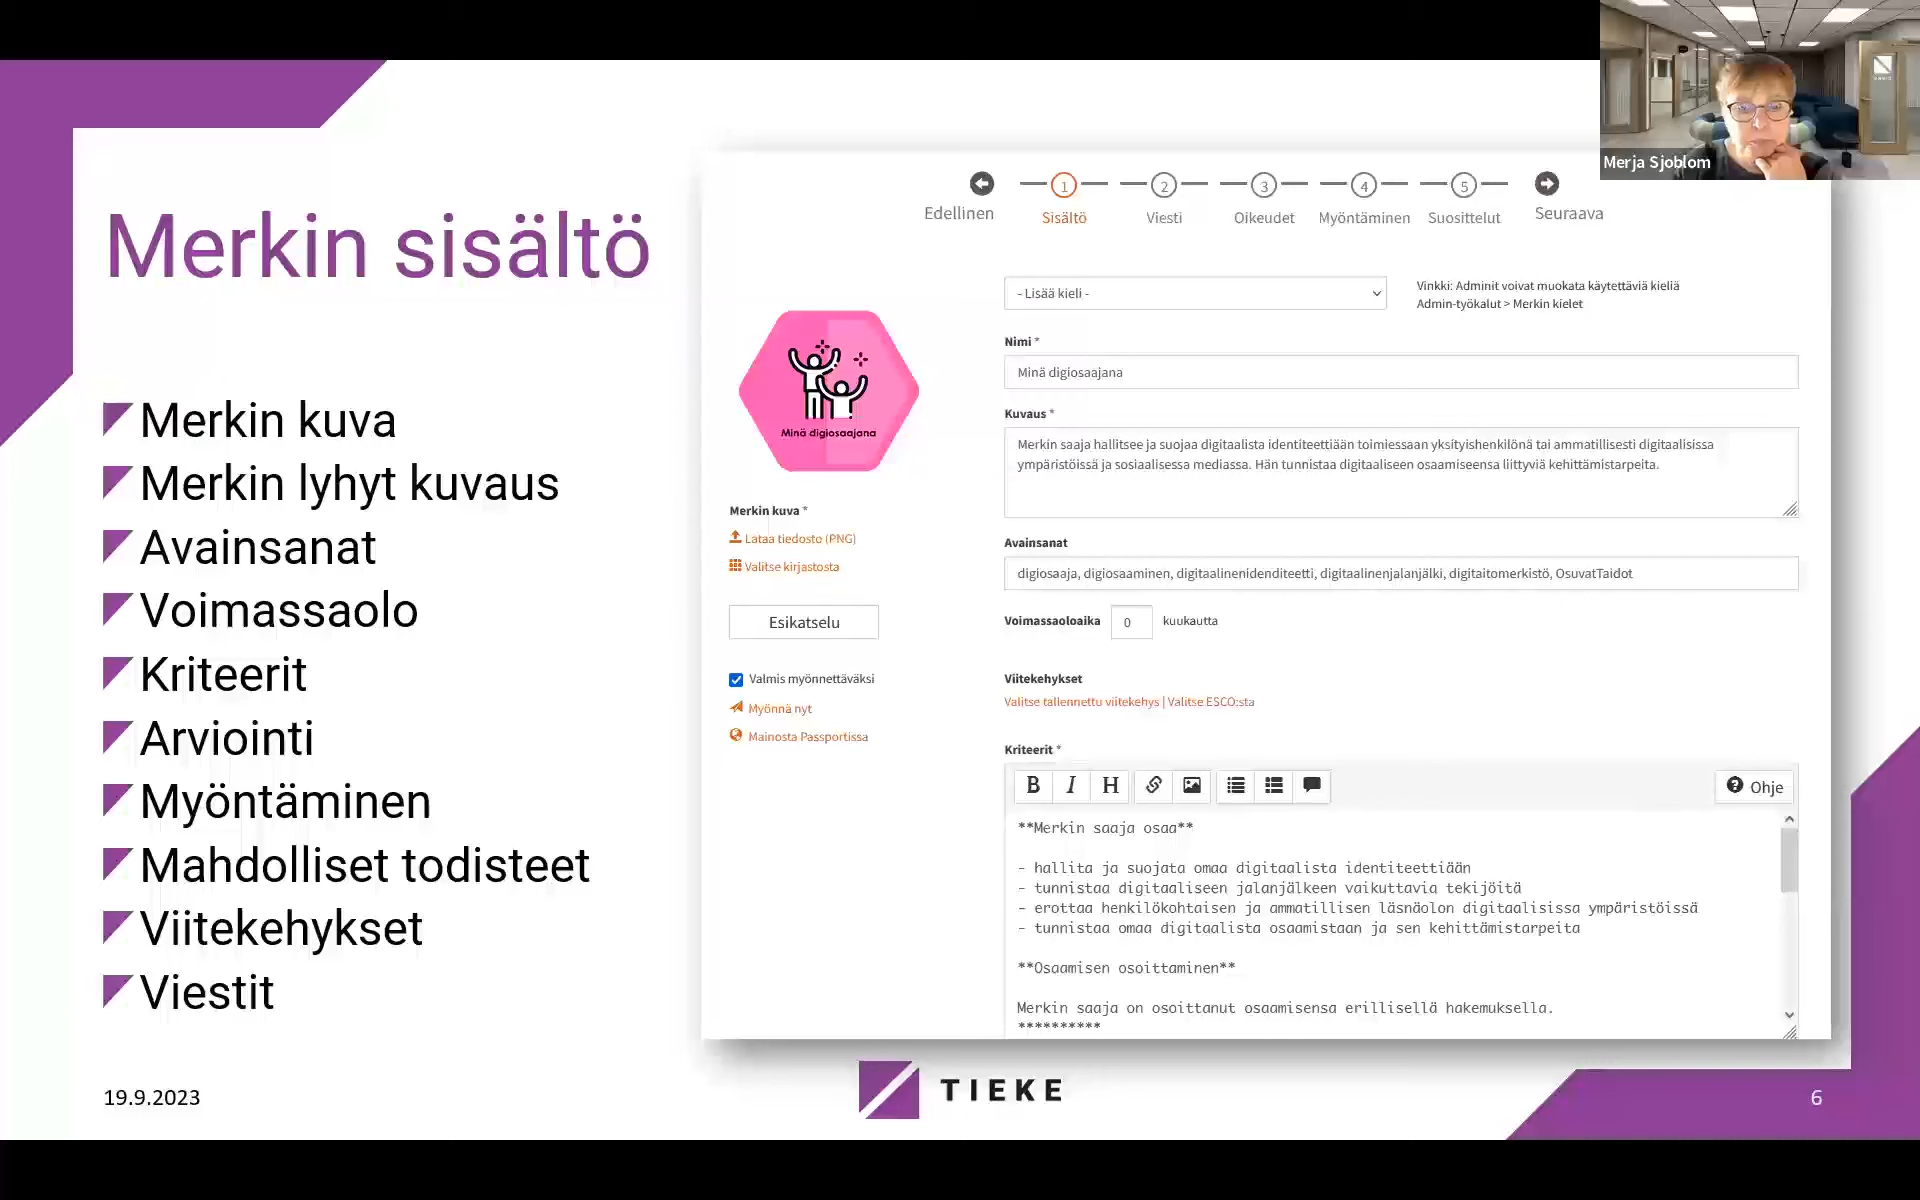 Merja Sjoblom
Merkin sisältö
Merkin kuva
Merkin lyhyt kuvaus
Avainsanat
Voimassaolo
Kriteerit
Arviointi
Myöntäminen
Mahdolliset todisteet
Viitekehykset
Viestit
Edellinen
1
Sisältö
2
Viesti
3
Oikeudet
4
Myöntäminen
5
Suosittelut
Seuraava
Minä digiosaajana
Merkin kuva *
Lataa tiedosto (PNG)
Valitse kirjastosta
Esikatselu
Valmis myönnettäväksi
Myönnä nyt
Mainosta Passportissa
- Lisää kieli -
Vinkki: Adminit voivat muokata käytettäviä kieliä
Admin-työkalut > Merkin kielet
Nimi *
Minä digiosaajana
Kuvaus *
Merkin saaja hallitsee ja suojaa digitaalista identiteettiään toimiessaan yksityishenkilönä tai ammatillisesti digitaalisissa
ympäristöissä ja sosiaalisessa mediassa. Hän tunnistaa digitaaliseen osaamiseensa liittyviä kehittämistarpeita.
Avainsanat
digiosaaja, digiosaaminen, digitaalinenidenditeetti, digitaalinenjalanjälki, digitaitomerkistö, OsuvatTaidot
Voimassaoloaika 0 kuukautta
Viitekehykset
Valitse tallennettu viitekehys | Valitse ESCO:sta
Kriteerit *
B I H
Ohje
**Merkin saaja osaa**
- hallita ja suojata omaa digitaalista identiteettiään
- tunnistaa digitaaliseen jalanjälkeen vaikuttavia tekijöitä
- erottaa henkilökohtaisen ja ammatillisen läsnäolon digitaalisissa ympäristöissä
- tunnistaa omaa digitaalista osaamistaan ja sen kehittämistarpeita
**Osaamisen osoittaminen**
Merkin saaja on osoittanut osaamisensa erillisellä hakemuksella.
**********
19.9.2023
TIEKE
6